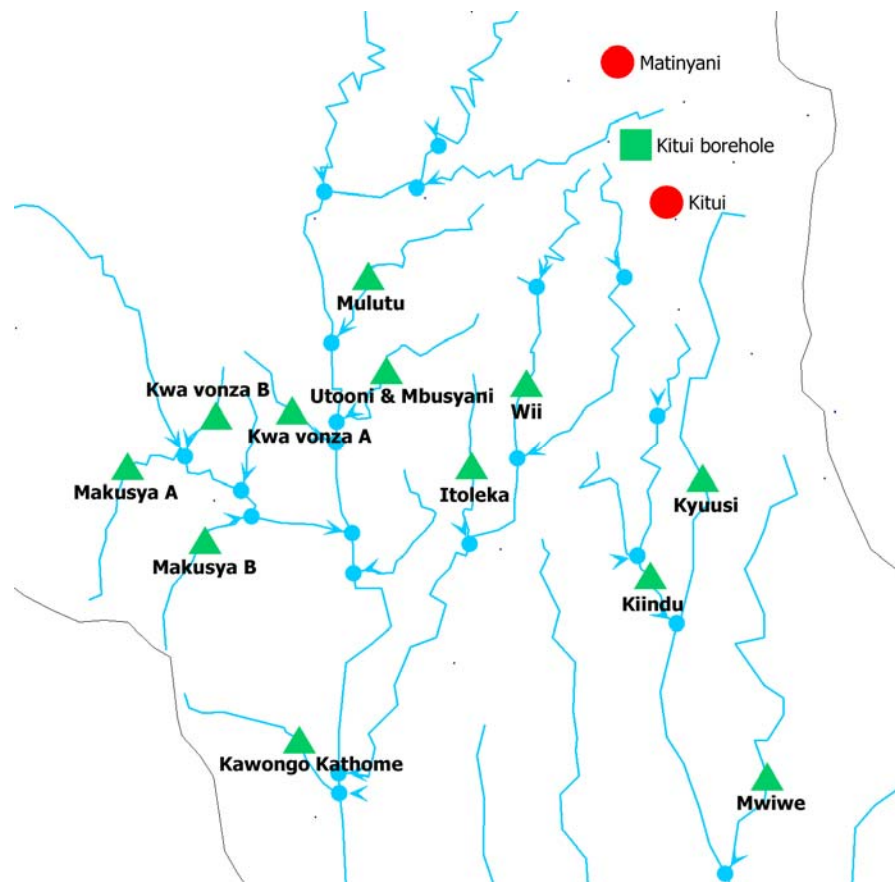 Matinyani
Kitui borehole
Kitui
Mulutu
Kwa vonza B
Utooni & Mbusyani
Wii
Kwa vonza A
Makusya A
Itoleka
Kyuusi
Makusya B
Kiindu
Kawongo Kathome
Mwiwe